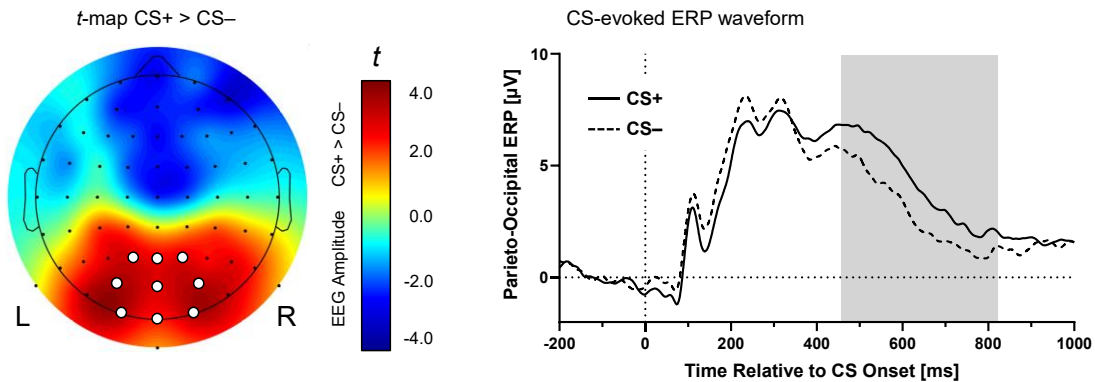 t-map CS+ > CS–
L
R
t
EEG Amplitude CS+ > CS–
4.0
2.0
0.0
-2.0
-4.0
CS-evoked ERP waveform
Parieto-Occipital ERP [µV]
10
5
0
CS+
CS–
-200 0 200 400 600 800 1000
Time Relative to CS Onset [ms]